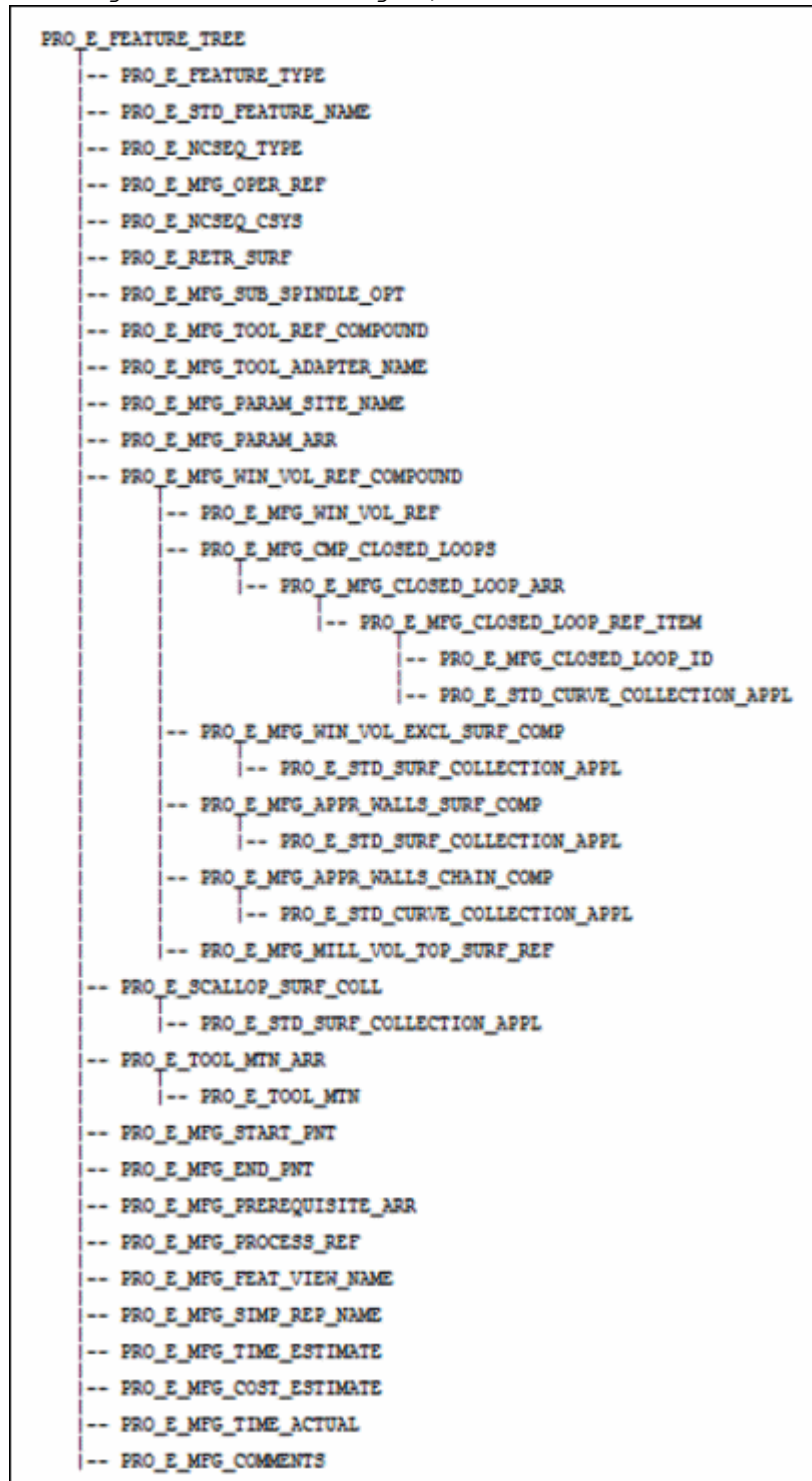 PRO_E_FEATURE_TREE
|-- PRO_E_FEATURE_TYPE
|-- PRO_E_STD_FEATURE_NAME
|-- PRO_E_NCSEQ_TYPE
|-- PRO_E_MFG_OPER_REF
|-- PRO_E_NCSEQ_CSYS
|-- PRO_E_RETR_SURF
|-- PRO_E_MFG_SUB_SPINDLE_OPT
|-- PRO_E_MFG_TOOL_REF_COMPOUND
|-- PRO_E_MFG_TOOL_ADAPTER_NAME
|-- PRO_E_MFG_PARAM_SITE_NAME
|-- PRO_E_MFG_PARAM_ARR
|-- PRO_E_MFG_WIN_VOL_REF_COMPOUND
|-- PRO_E_MFG_WIN_VOL_REF
|-- PRO_E_MFG_CMP_CLOSED_LOOPS
|-- PRO_E_MFG_CLOSED_LOOP_ARR
|-- PRO_E_MFG_CLOSED_LOOP_REF_ITEM
|-- PRO_E_MFG_CLOSED_LOOP_ID
|-- PRO_E_STD_CURVE_COLLECTION_APPL
|-- PRO_E_MFG_WIN_VOL_EXCL_SURF_COMP
|-- PRO_E_STD_SURF_COLLECTION_APPL
|-- PRO_E_MFG_APPR_WALLS_SURF_COMP
|-- PRO_E_STD_SURF_COLLECTION_APPL
|-- PRO_E_MFG_APPR_WALLS_CHAIN_COMP
|-- PRO_E_STD_CURVE_COLLECTION_APPL
|-- PRO_E_MFG_MILL_VOL_TOP_SURF_REF
|-- PRO_E_SCALLOP_SURF_COLL
|-- PRO_E_STD_SURF_COLLECTION_APPL
|-- PRO_E_TOOL_MTN_ARR
|-- PRO_E_TOOL_MTN
|-- PRO_E_MFG_START_PNT
|-- PRO_E_MFG_END_PNT
|-- PRO_E_MFG_PREREQUISITE_ARR
|-- PRO_E_MFG_PROCESS_REF
|-- PRO_E_MFG_FEAT_VIEW_NAME
|-- PRO_E_MFG_SIMP_REP_NAME
|-- PRO_E_MFG_TIME_ESTIMATE
|-- PRO_E_MFG_COST_ESTIMATE
|-- PRO_E_MFG_TIME_ACTUAL
|-- PRO_E_MFG_COMMENTS